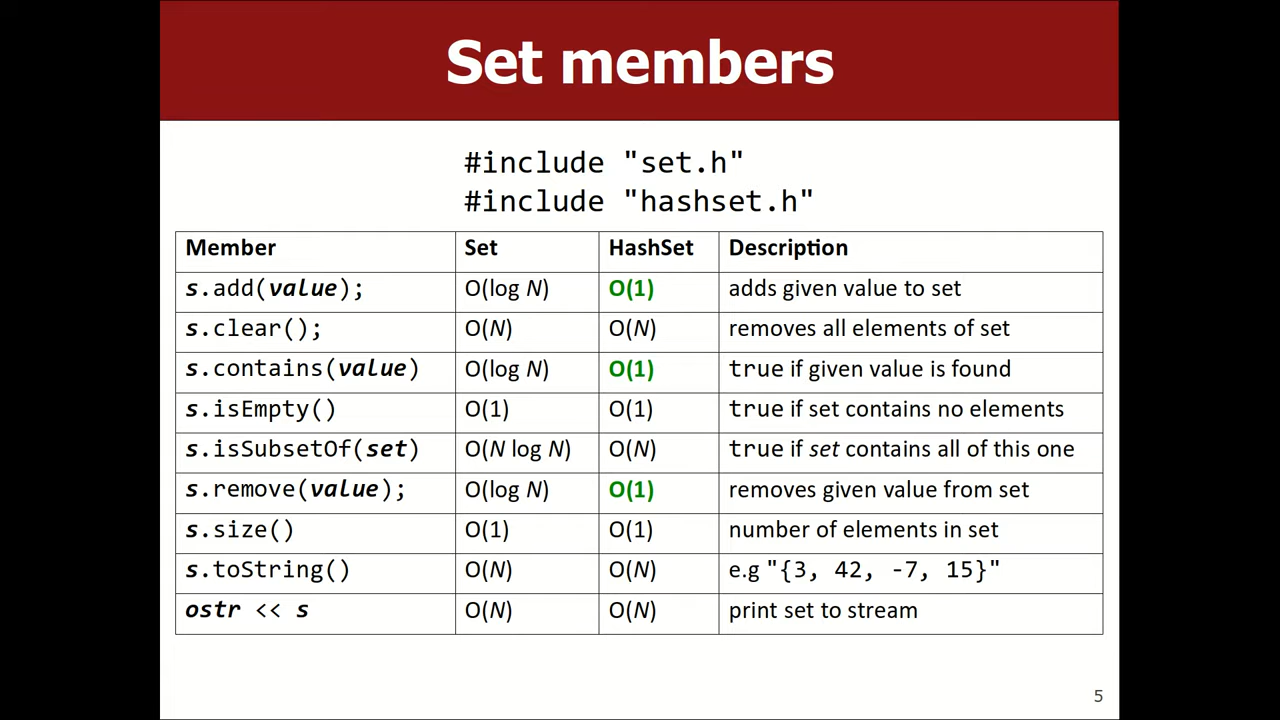 Set members
#include "set.h"
#include "hashset.h"
Member Set HashSet Description
s.add(value); O(log N) O(1) adds given value to set
s.clear(); O(N) O(N) removes all elements of set
s.contains(value) O(log N) O(1) true if given value is found
s.isEmpty() O(1) O(1) true if set contains no elements
s.isSubsetOf(set) O(N log N) O(N) true if set contains all of this one
s.remove(value); O(log N) O(1) removes given value from set
s.size() O(1) O(1) number of elements in set
s.toString() O(N) O(N) e.g "{3, 42, -7, 15}"
ostr << s O(N) O(N) print set to stream
5